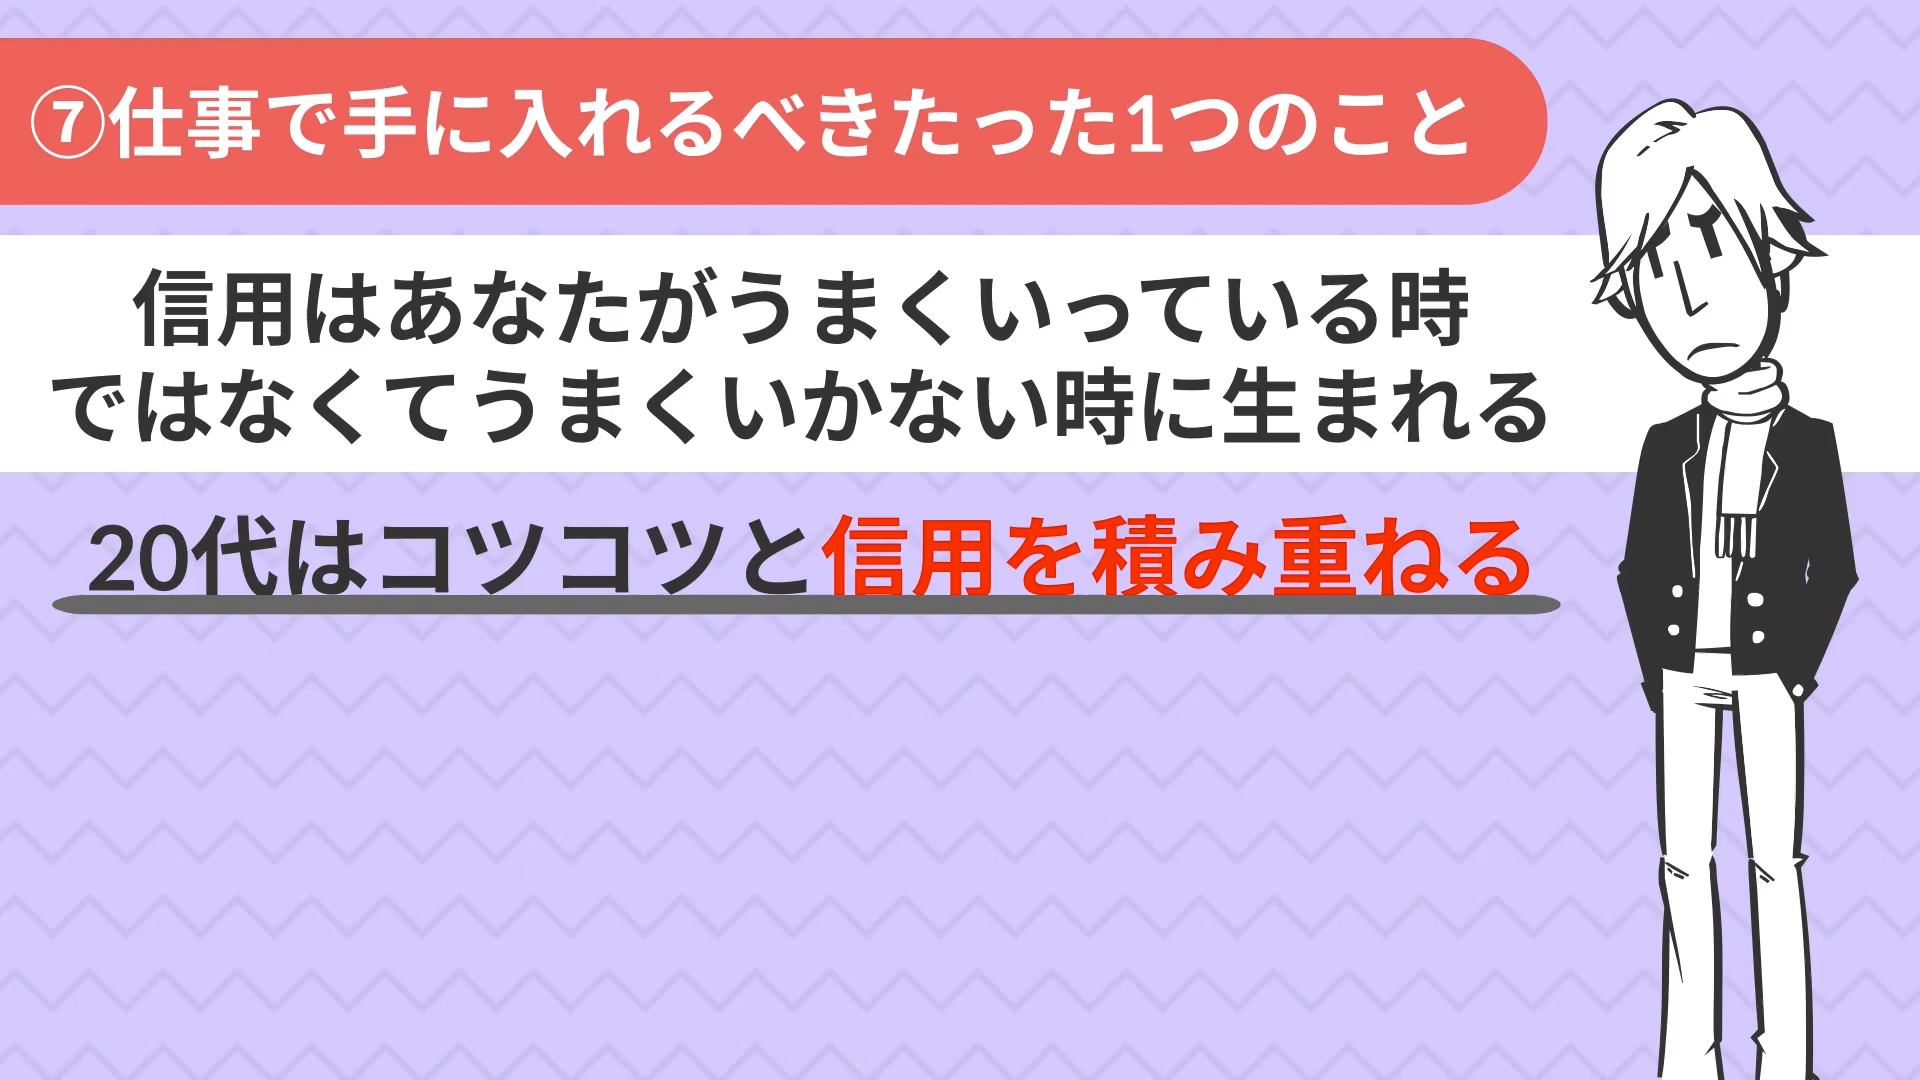 ⑦仕事で手に入れるべきたった1つのこと
信用はあなたがうまくいっている時
ではなくてうまくいかない時に生まれる
20代はコツコツと信用を積み重ねる